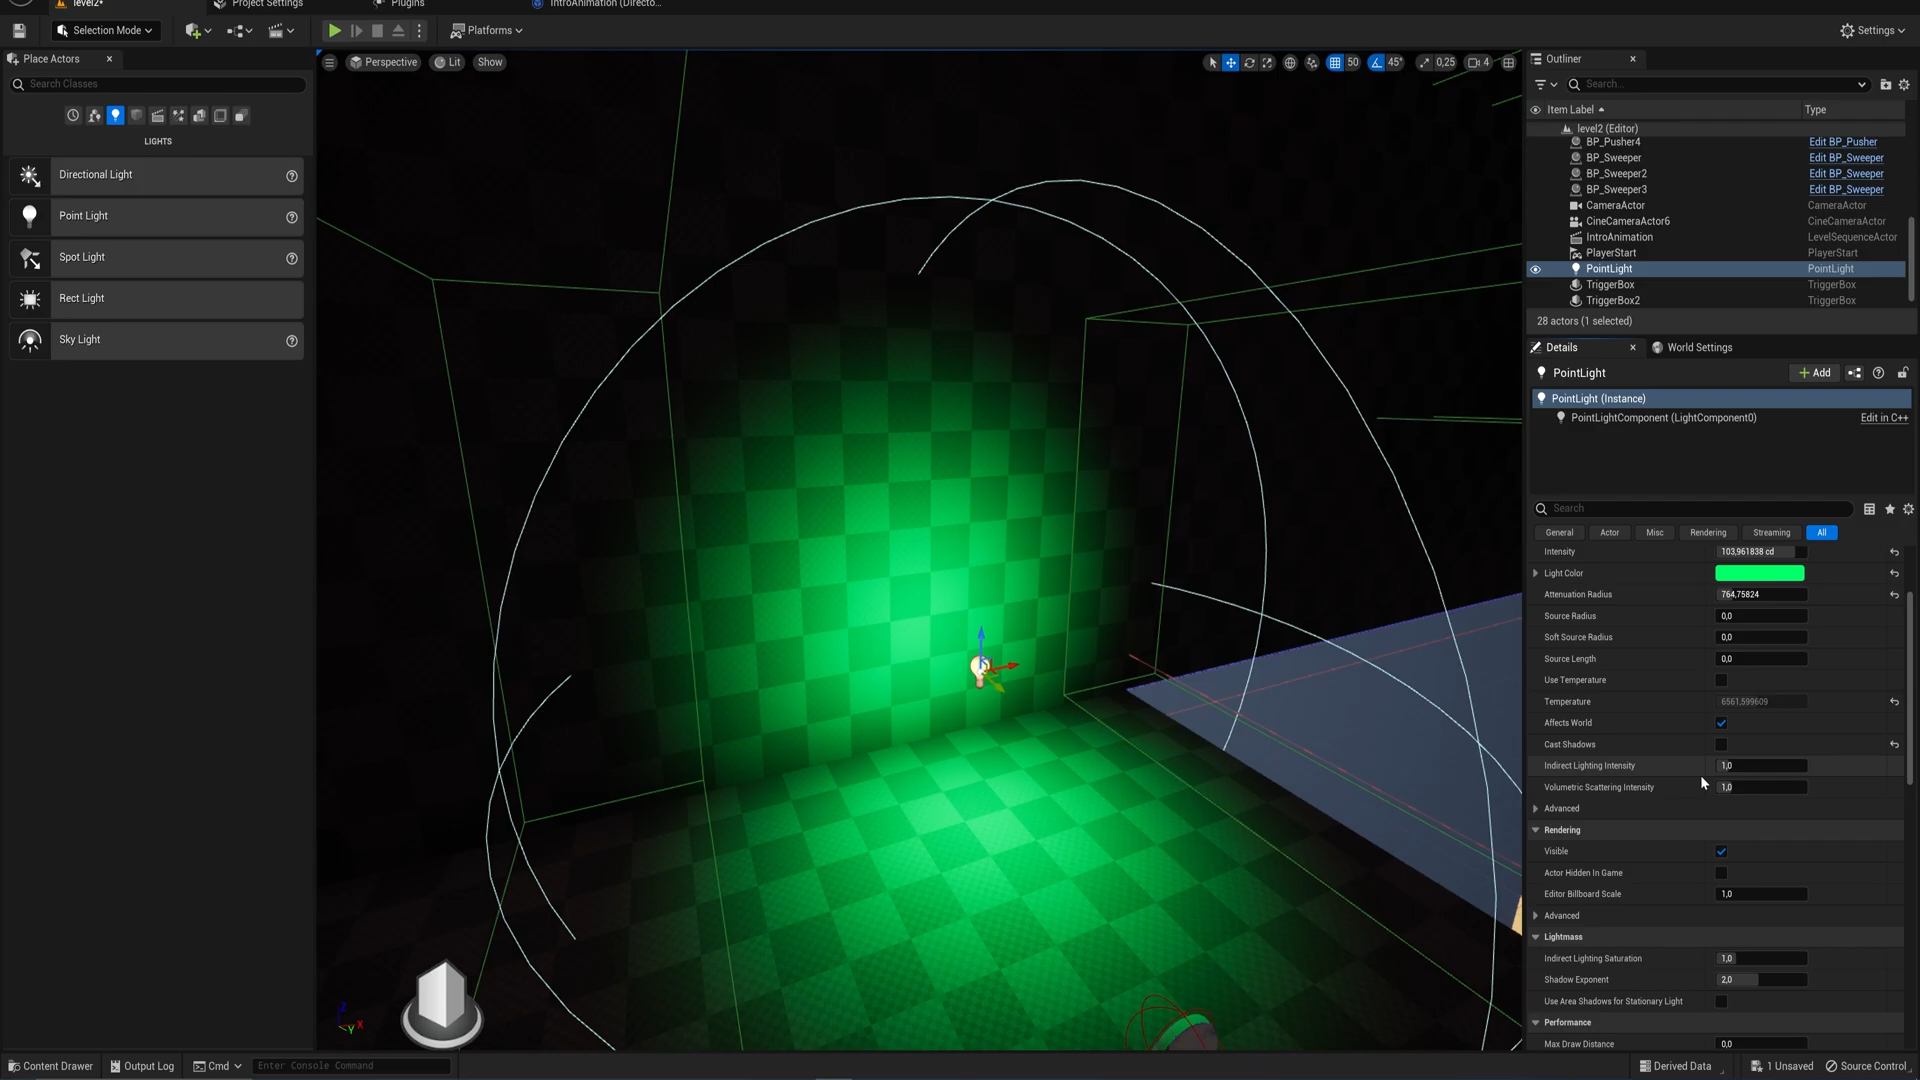 level2*
Project Settings
Plugins
IntroAnimation (Directo...
Selection Mode
Platforms
Settings
Place Actors
Search Classes
LIGHTS
Directional Light
Point Light
Spot Light
Rect Light
Sky Light
Perspective
Lit
Show
50
45°
0,25
4
Outliner
Search...
Item Label
Type
level2 (Editor)
BP_Pusher4 Edit BP_Pusher
BP_Sweeper Edit BP_Sweeper
BP_Sweeper2 Edit BP_Sweeper
BP_Sweeper3 Edit BP_Sweeper
CameraActor CameraActor
CineCameraActor6 CineCameraActor
IntroAnimation LevelSequenceActor
PlayerStart PlayerStart
PointLight PointLight
TriggerBox TriggerBox
TriggerBox2 TriggerBox
28 actors (1 selected)
Details
World Settings
PointLight
Add
PointLight (Instance)
PointLightComponent (LightComponent0) Edit in C++
Search
General
Actor
Misc
Rendering
Streaming
All
Intensity 103,961838 cd
Light Color
Attenuation Radius 764,75824
Source Radius 0,0
Soft Source Radius 0,0
Source Length 0,0
Use Temperature
Temperature 6561,599609
Affects World
Cast Shadows
Indirect Lighting Intensity 1,0
Volumetric Scattering Intensity 1,0
Advanced
Rendering
Visible
Actor Hidden In Game
Editor Billboard Scale 1,0
Advanced
Lightmass
Indirect Lighting Saturation 1,0
Shadow Exponent 2,0
Use Area Shadows for Stationary Light
Performance
Max Draw Distance 0,0
Z
X
Y
Content Drawer
Output Log
Cmd
Enter Console Command
Derived Data
1 Unsaved
Source Control